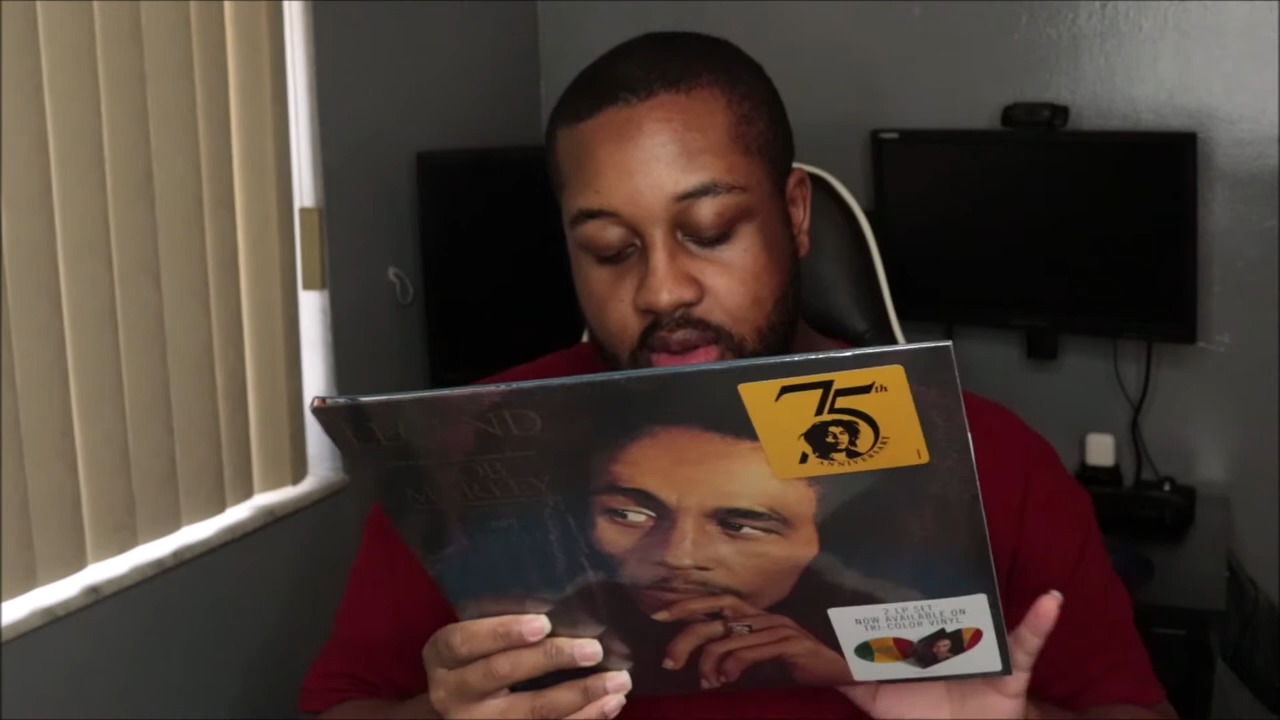 LEGEND
BOB
MARLEY
75th
ANNIVERSARY
2 LP SET
NOW AVAILABLE ON
TRI-COLOR VINYL